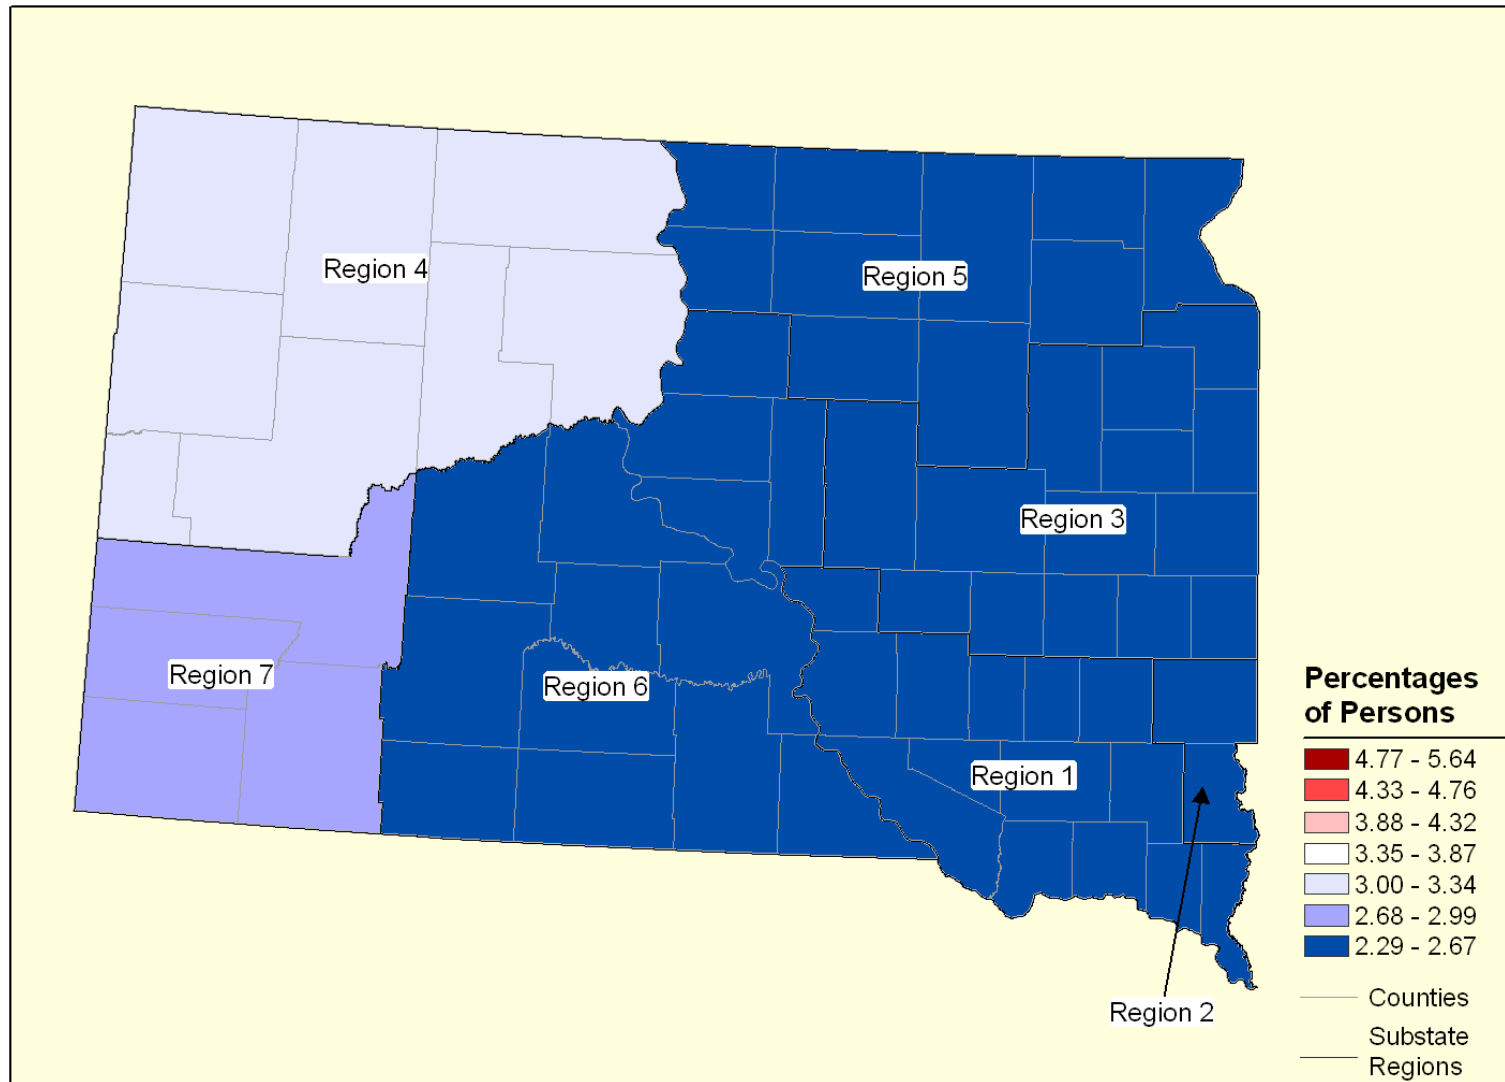 Region 4
Region 5
Region 3
Region 7
Region 6
Region 1
Region 2
Percentages
of Persons
4.77 - 5.64
4.33 - 4.76
3.88 - 4.32
3.35 - 3.87
3.00 - 3.34
2.68 - 2.99
2.29 - 2.67
Counties
Substate
Regions